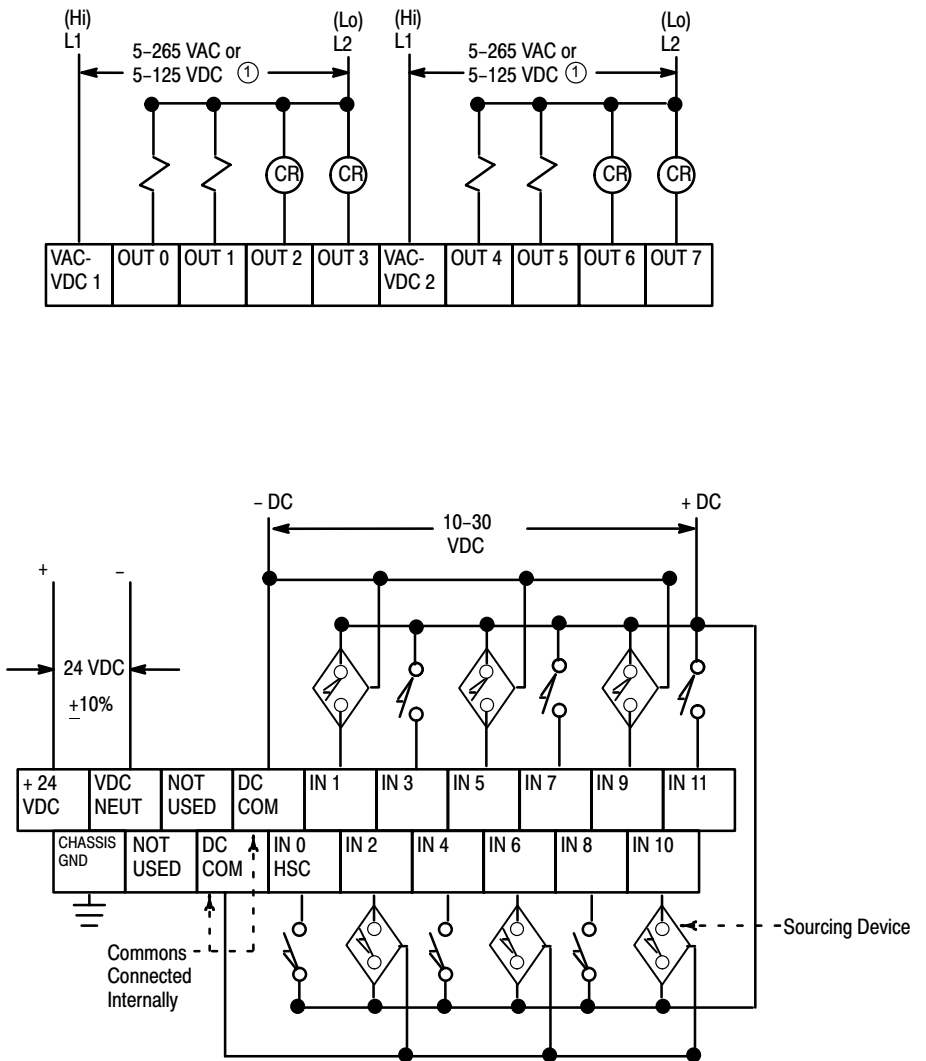 (Hi) (Lo) (Hi) (Lo)
L1 L2 L1 L2
5–265 VAC or 5–265 VAC or
5–125 VDC ① 5–125 VDC ①
CR CR CR CR
VAC- OUT 0 OUT 1 OUT 2 OUT 3 VAC- OUT 4 OUT 5 OUT 6 OUT 7
VDC 1 VDC 2
– DC + DC
10–30
VDC
+ –
24 VDC
±10%
+ 24 VDC NOT DC IN 1 IN 3 IN 5 IN 7 IN 9 IN 11
VDC NEUT USED COM
CHASSIS NOT DC IN 0 IN 2 IN 4 IN 6 IN 8 IN 10
GND USED COM HSC
Sourcing Device
Commons
Connected
Internally